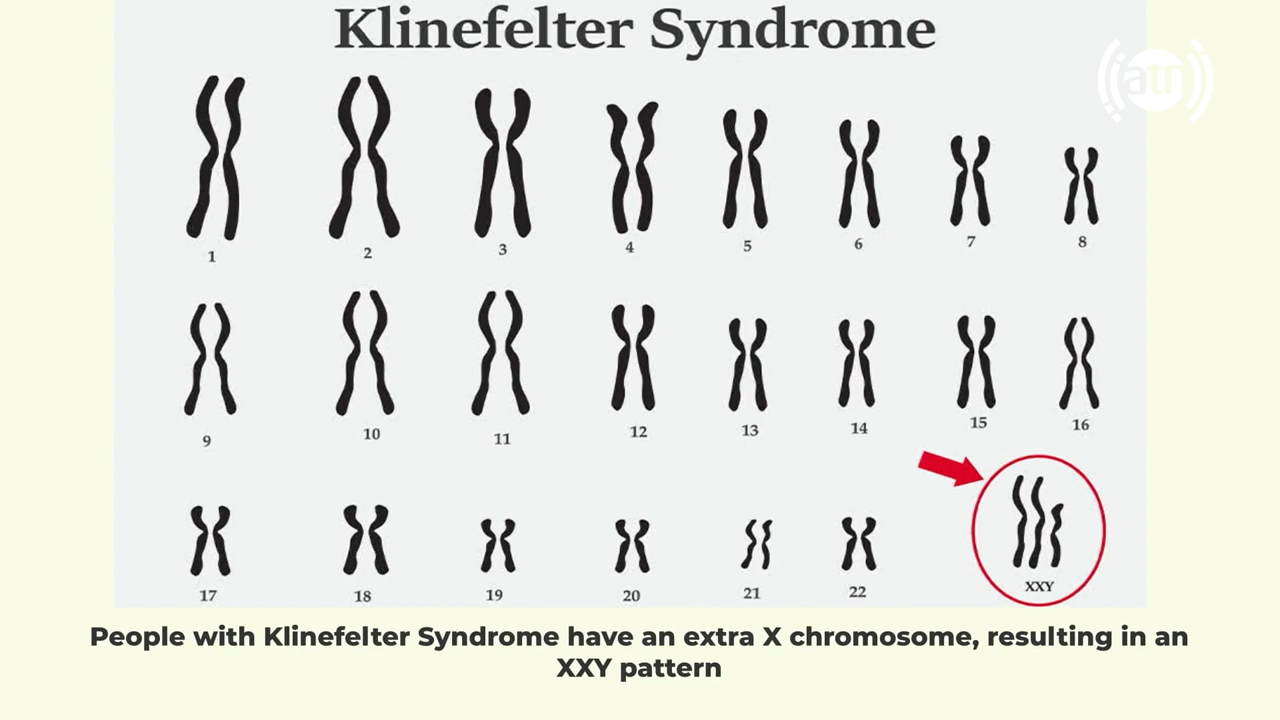 Klinefelter Syndrome
atn
1 2 3 4 5 6 7 8
9 10 11 12 13 14 15 16
17 18 19 20 21 22 XXY
People with Klinefelter Syndrome have an extra X chromosome, resulting in an
XXY pattern